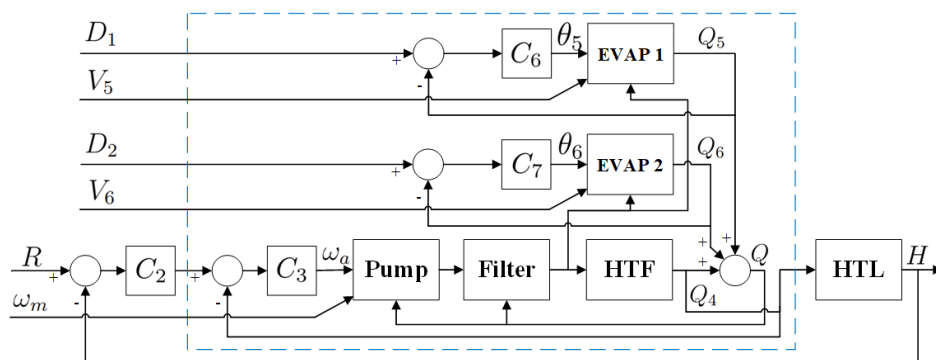 D₁ + - C₆ θ₅ EVAP 1 Q₅
V₅
D₂ + - C₇ θ₆ EVAP 2 Q₆
V₆
+ +
R + - C₂ + - C₃ ωₐ Pump Filter HTF + Q₄ Q HTL H
ωₘ